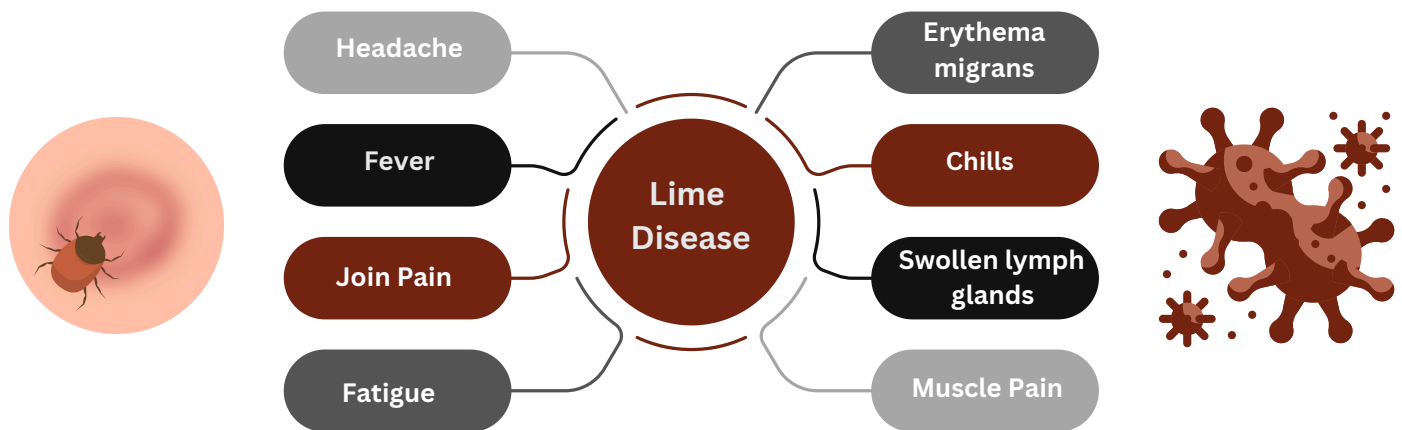 Headache
Fever
Join Pain
Fatigue
Lime
Disease
Erythema
migrans
Chills
Swollen lymph
glands
Muscle Pain